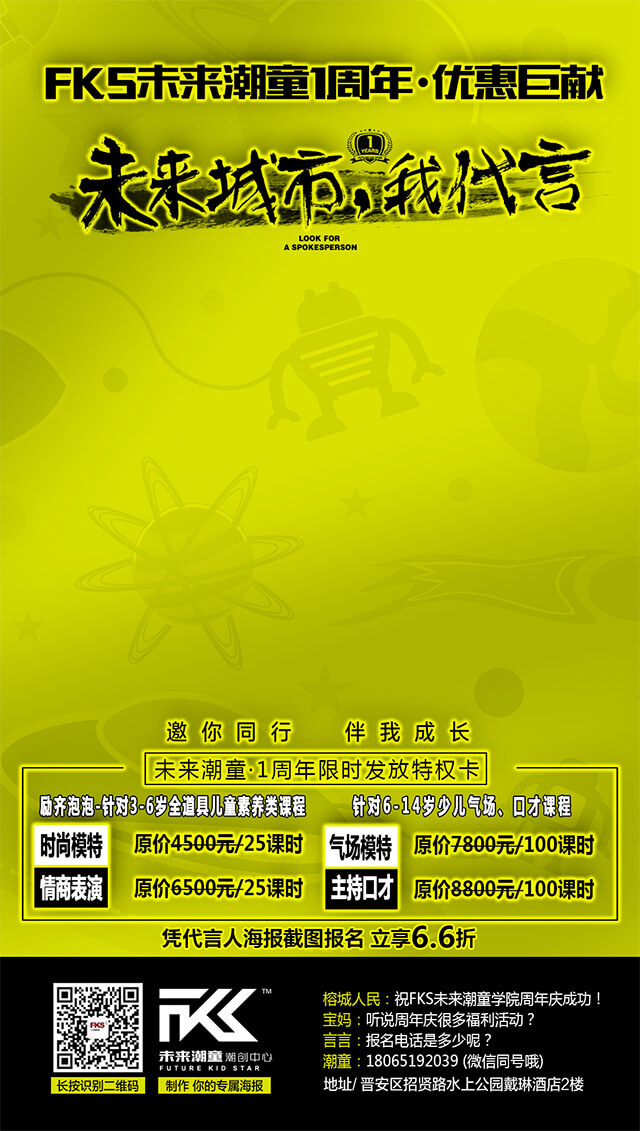 FKS未来潮童1周年·优惠巨献
1
YEARS
未来城市，我代言
LOOK FOR
A SPOKESPERSON
邀你同行 伴我成长
未来潮童·1周年限时发放特权卡
励齐泡泡-针对3-6岁全道具儿童素养类课程
针对6-14岁少儿气场、口才课程
时尚模特 原价4500元/25课时
气场模特 原价7800元/100课时
情商表演 原价6500元/25课时
主持口才 原价8800元/100课时
凭代言人海报截图报名 立享6.6折
FKS
长按识别二维码
FKS™
未来潮童 潮创中心
FUTURE KID STAR
制作 你的专属海报
榕城人民：祝FKS未来潮童学院周年庆成功！
宝妈：听说周年庆很多福利活动？
言言：报名电话是多少呢？
潮童：18065192039 (微信同号哦)
地址/ 晋安区招贤路水上公园戴琳酒店2楼